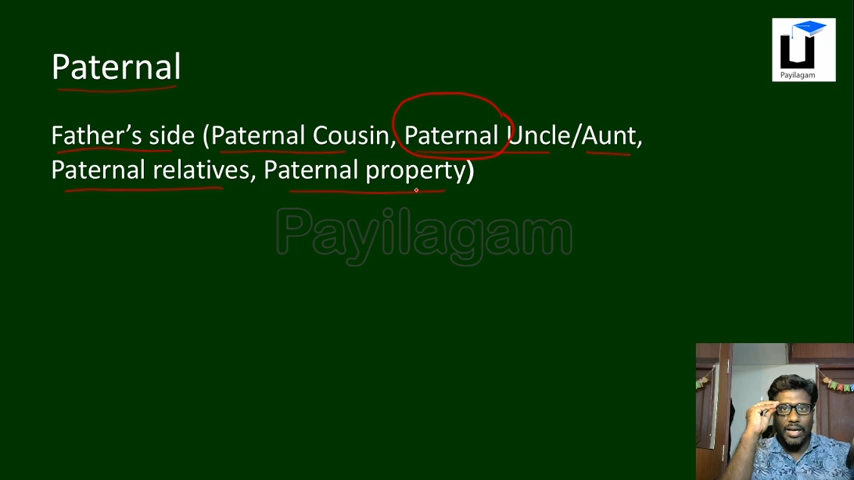 Paternal
Payilagam
Father's side (Paternal Cousin, Paternal Uncle/Aunt,
Paternal relatives, Paternal property)
Payilagam